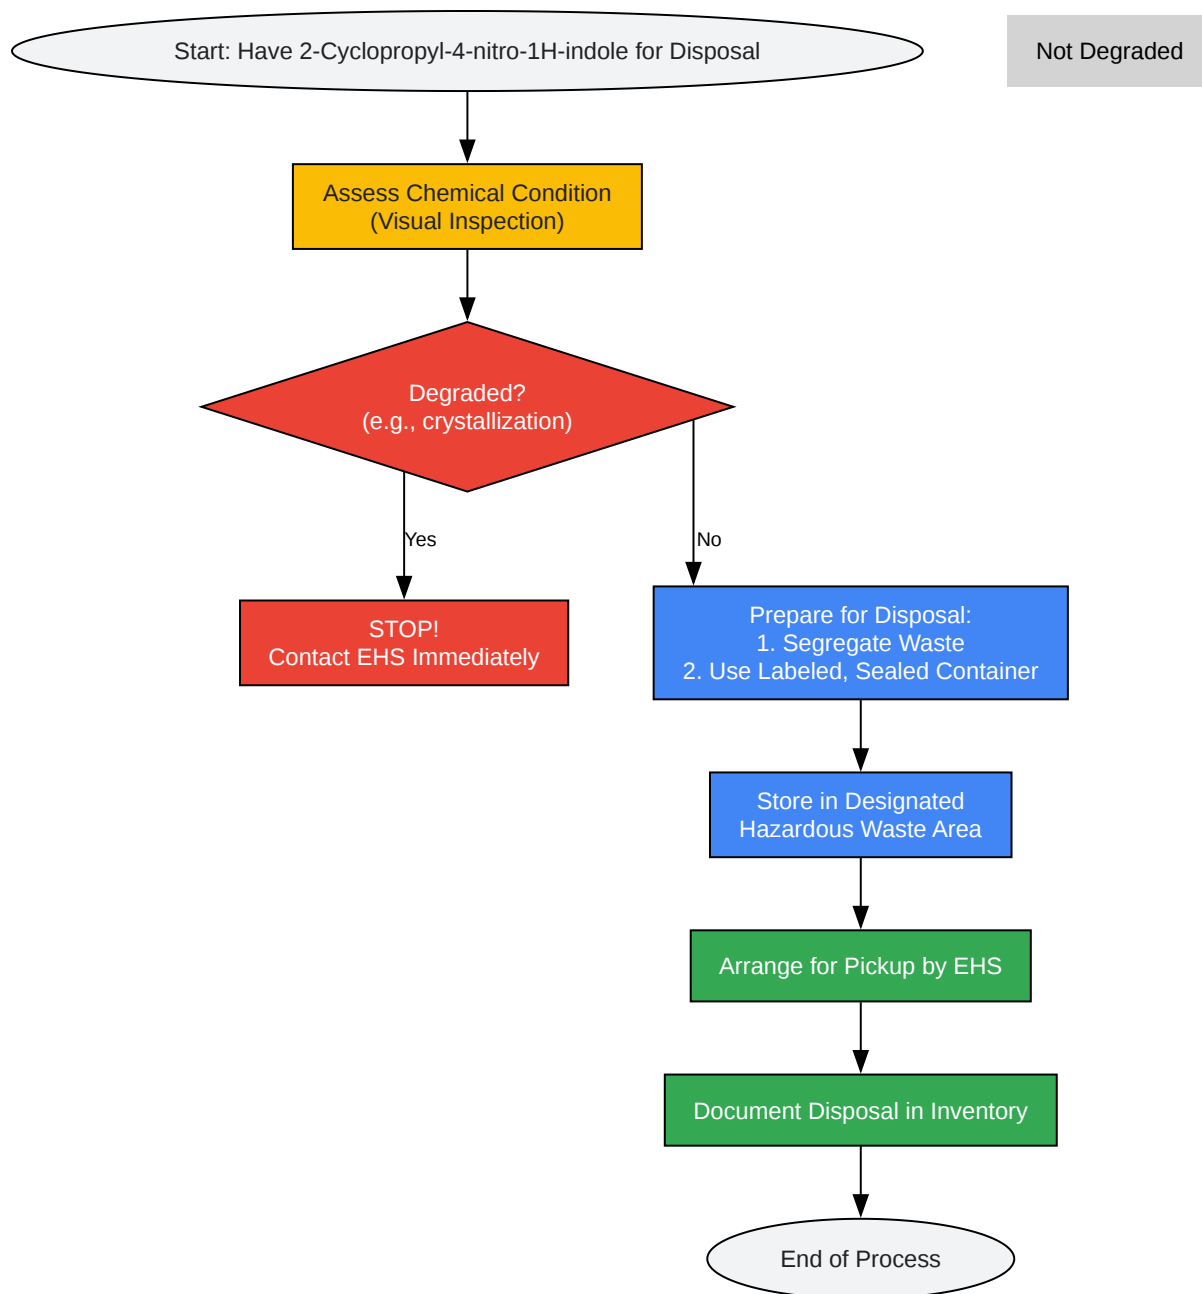 Start: Have 2-Cyclopropyl-4-nitro-1H-indole for Disposal
Not Degraded
Assess Chemical Condition
(Visual Inspection)
Degraded?
(e.g., crystallization)
Yes
No
STOP!
Contact EHS Immediately
Prepare for Disposal:
1. Segregate Waste
2. Use Labeled, Sealed Container
Store in Designated
Hazardous Waste Area
Arrange for Pickup by EHS
Document Disposal in Inventory
End of Process